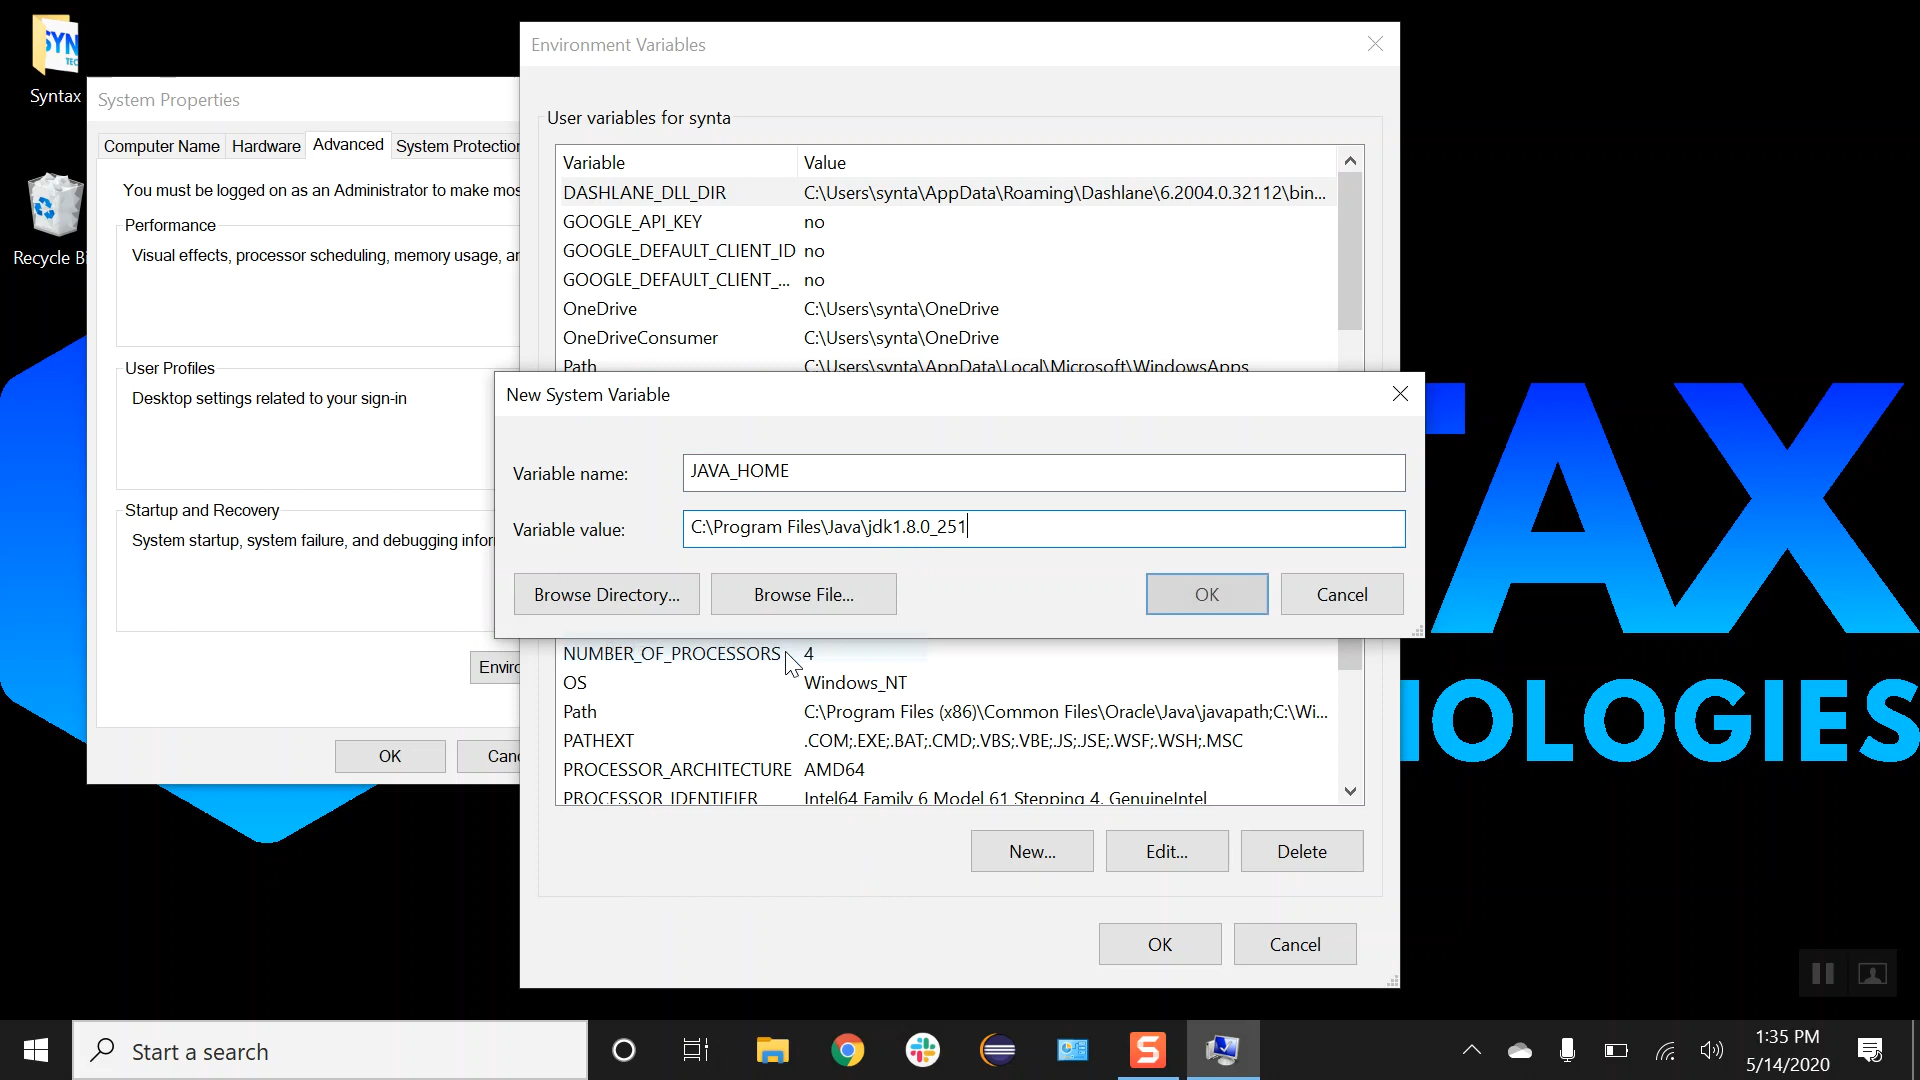 SYN
TEC
Syntax
Recycle Bi
System Properties
Computer Name
Hardware
Advanced
System Protection
You must be logged on as an Administrator to make mos
Performance
Visual effects, processor scheduling, memory usage, an
User Profiles
Desktop settings related to your sign-in
Startup and Recovery
System startup, system failure, and debugging infor
Enviro
OK
Canc
Environment Variables
User variables for synta
Variable Value
DASHLANE_DLL_DIR C:\Users\synta\AppData\Roaming\Dashlane\6.2004.0.32112\bin...
GOOGLE_API_KEY no
GOOGLE_DEFAULT_CLIENT_ID no
GOOGLE_DEFAULT_CLIENT_... no
OneDrive C:\Users\synta\OneDrive
OneDriveConsumer C:\Users\synta\OneDrive
Path C:\Users\synta\AppData\Local\Microsoft\WindowsApps
New System Variable
Variable name: JAVA_HOME
Variable value: C:\Program Files\Java\jdk1.8.0_251
Browse Directory...
Browse File...
OK
Cancel
NUMBER_OF_PROCESSORS 4
OS Windows_NT
Path C:\Program Files (x86)\Common Files\Oracle\Java\javapath;C:\Wi...
PATHEXT .COM;.EXE;.BAT;.CMD;.VBS;.VBE;.JS;.JSE;.WSF;.WSH;.MSC
PROCESSOR_ARCHITECTURE AMD64
PROCESSOR_IDENTIFIER Intel64 Family 6 Model 61 Stepping 4, GenuineIntel
New...
Edit...
Delete
OK
Cancel
TAX
NOLOGIES
Start a search
S
1:35 PM
5/14/2020